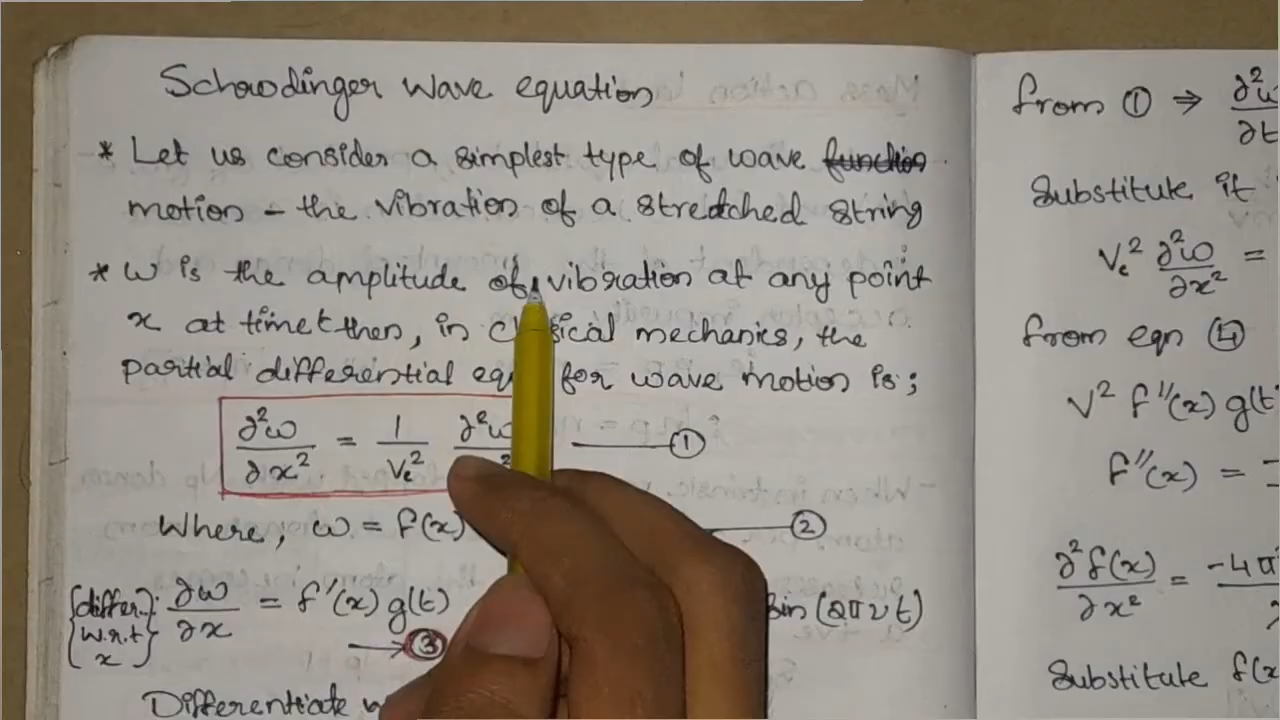 Schrodinger wave equation
* Let us consider a simplest type of wave function
motion - the vibration of a stretched string
* ω is the amplitude of vibration at any point
x at time t then, in classical mechanics, the
partial differential eqn for wave motion is;
∂²ω/∂x² = 1/Ve² ∂²ω ——— ①
Where, ω = f(x) ——— ②
{differ. w.r.t x} ∂ω/∂x = f'(x) g(t)
→ ③
Sin (2πνt)
Differentiate
from ① ⇒ ∂²ω
Substitute it
Ve² ∂²ω/∂x² =
from eqn ④
V² f''(x) g(t
f''(x) =
∂²f(x)/∂x² = -4π
Substitute f(x